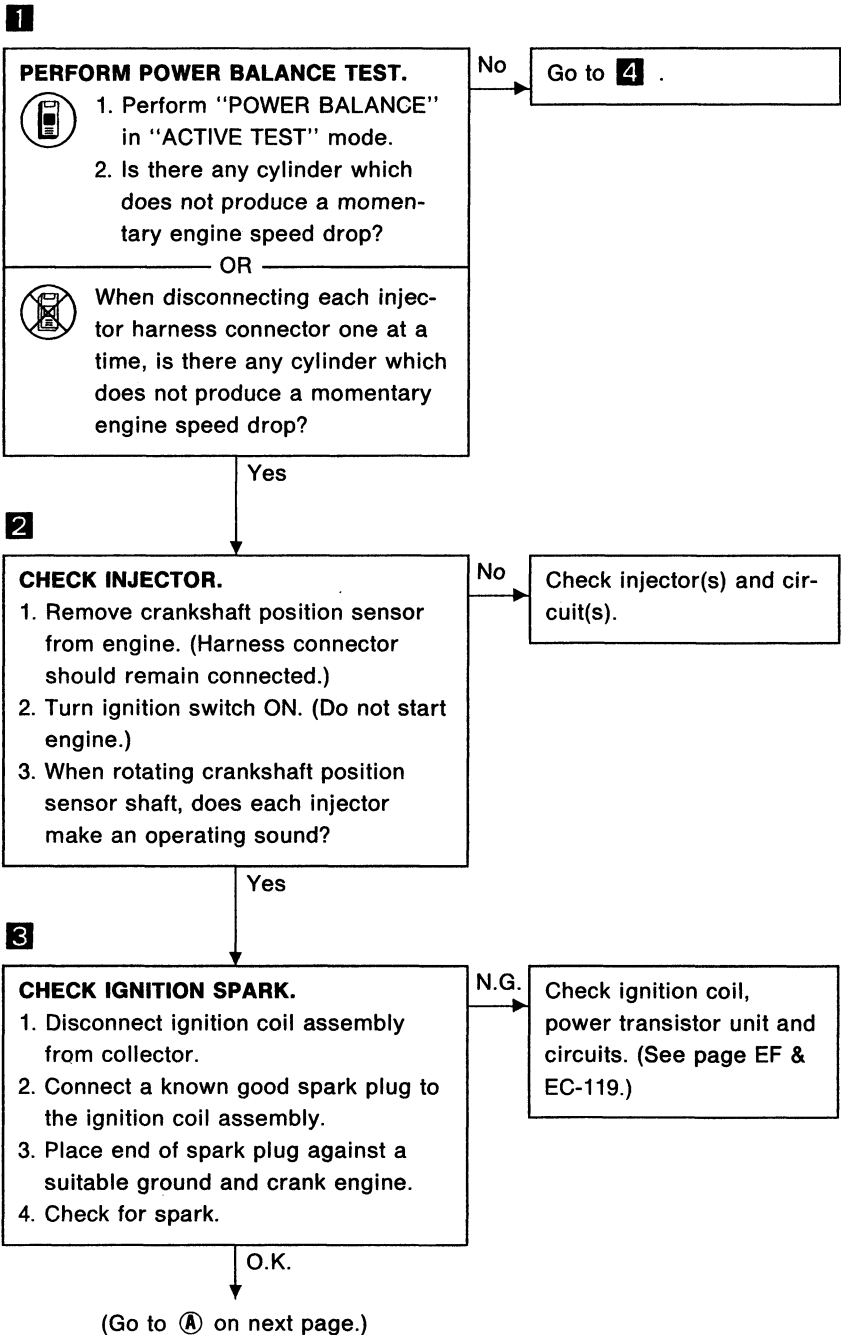 1
PERFORM POWER BALANCE TEST.
1. Perform "POWER BALANCE"
in "ACTIVE TEST" mode.
2. Is there any cylinder which
does not produce a momen-
tary engine speed drop?
OR
When disconnecting each injec-
tor harness connector one at a
time, is there any cylinder which
does not produce a momentary
engine speed drop?
No
Go to 4 .
Yes
2
CHECK INJECTOR.
1. Remove crankshaft position sensor
from engine. (Harness connector
should remain connected.)
2. Turn ignition switch ON. (Do not start
engine.)
3. When rotating crankshaft position
sensor shaft, does each injector
make an operating sound?
No
Check injector(s) and cir-
cuit(s).
Yes
3
CHECK IGNITION SPARK.
1. Disconnect ignition coil assembly
from collector.
2. Connect a known good spark plug to
the ignition coil assembly.
3. Place end of spark plug against a
suitable ground and crank engine.
4. Check for spark.
N.G.
Check ignition coil,
power transistor unit and
circuits. (See page EF &
EC-119.)
O.K.
(Go to Ⓐ on next page.)